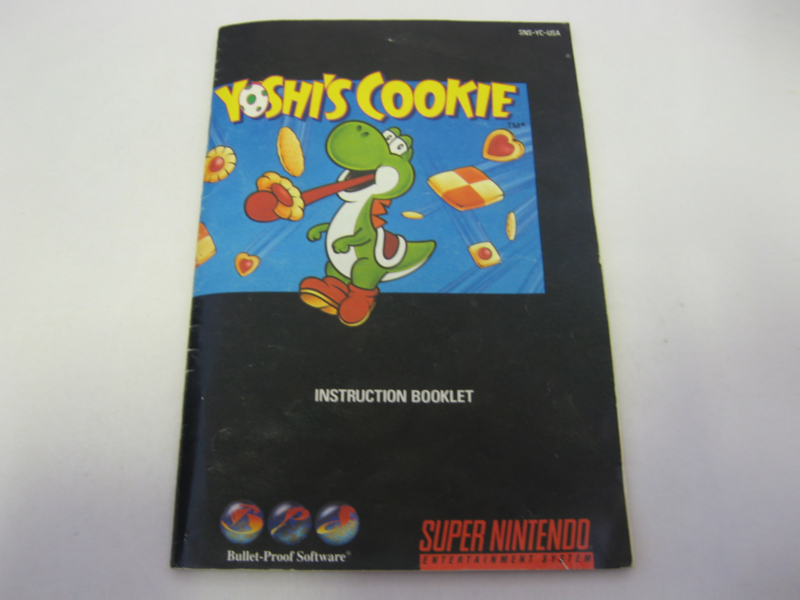 SNS-YC-USA
YOSHI'S COOKIE
TM*
INSTRUCTION BOOKLET
Bullet-Proof Software®
SUPER NINTENDO
ENTERTAINMENT SYSTEM